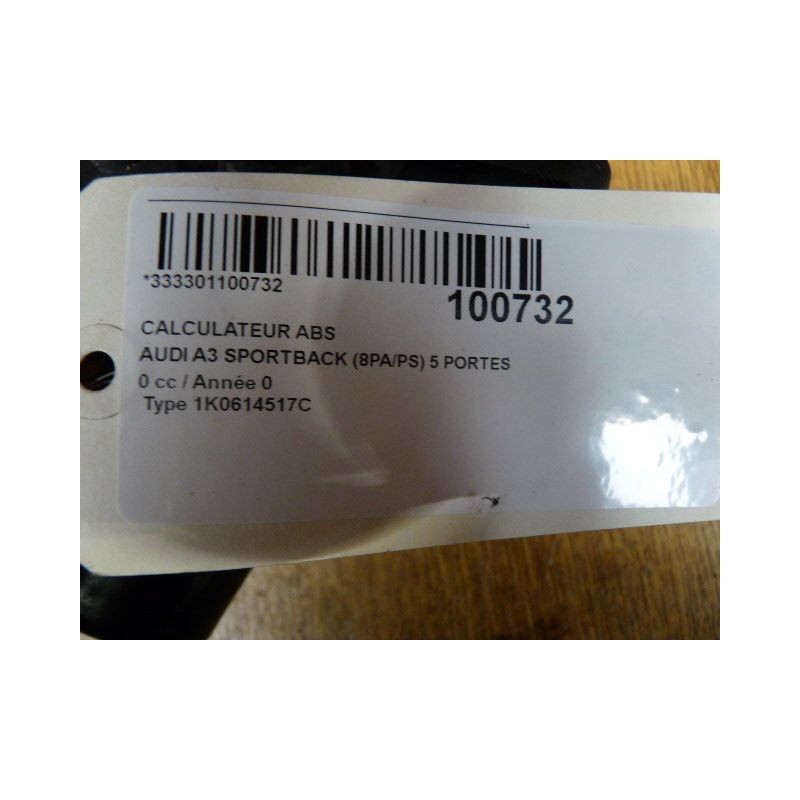 *333301100732
100732
CALCULATEUR ABS
AUDI A3 SPORTBACK (8PA/PS) 5 PORTES
0 cc / Année 0
Type 1K0614517C